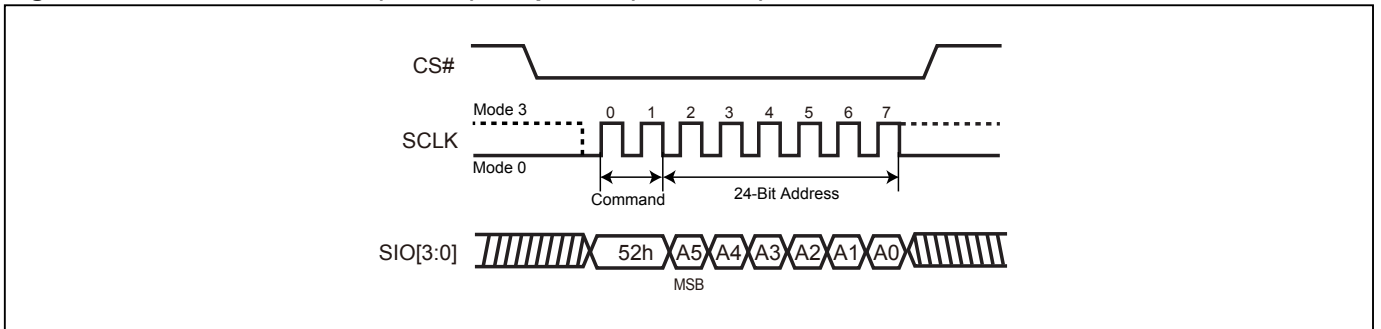 CS#
Mode 3
0 1 2 3 4 5 6 7
SCLK
Mode 0
Command
24-Bit Address
SIO[3:0]
52h A5 A4 A3 A2 A1 A0
MSB